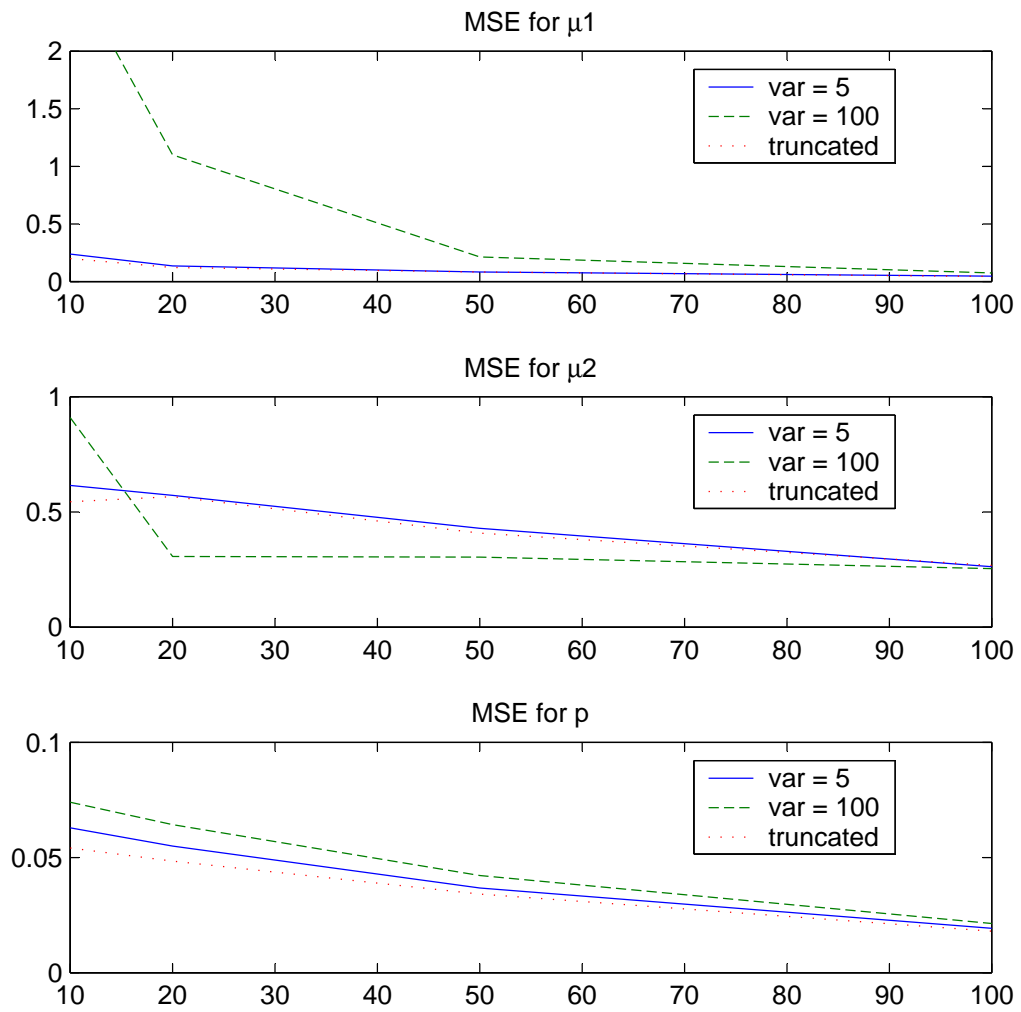 MSE for μ1
2
1.5
1
0.5
0
10 20 30 40 50 60 70 80 90 100
var = 5
var = 100
truncated
MSE for μ2
1
0.5
0
10 20 30 40 50 60 70 80 90 100
var = 5
var = 100
truncated
MSE for p
0.1
0.05
0
10 20 30 40 50 60 70 80 90 100
var = 5
var = 100
truncated